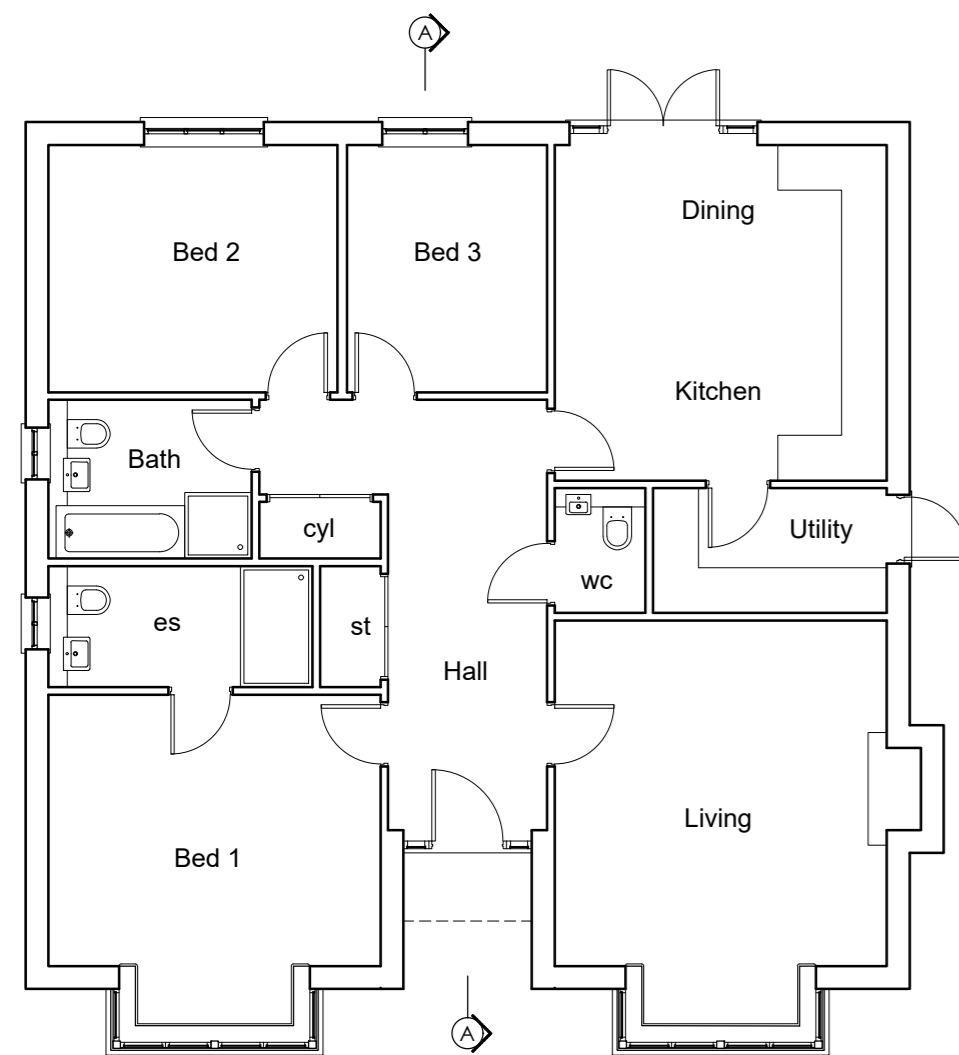 A
Dining
Bed 2
Bed 3
Kitchen
Bath
cyl
Utility
wc
es
st
Hall
Living
Bed 1
A